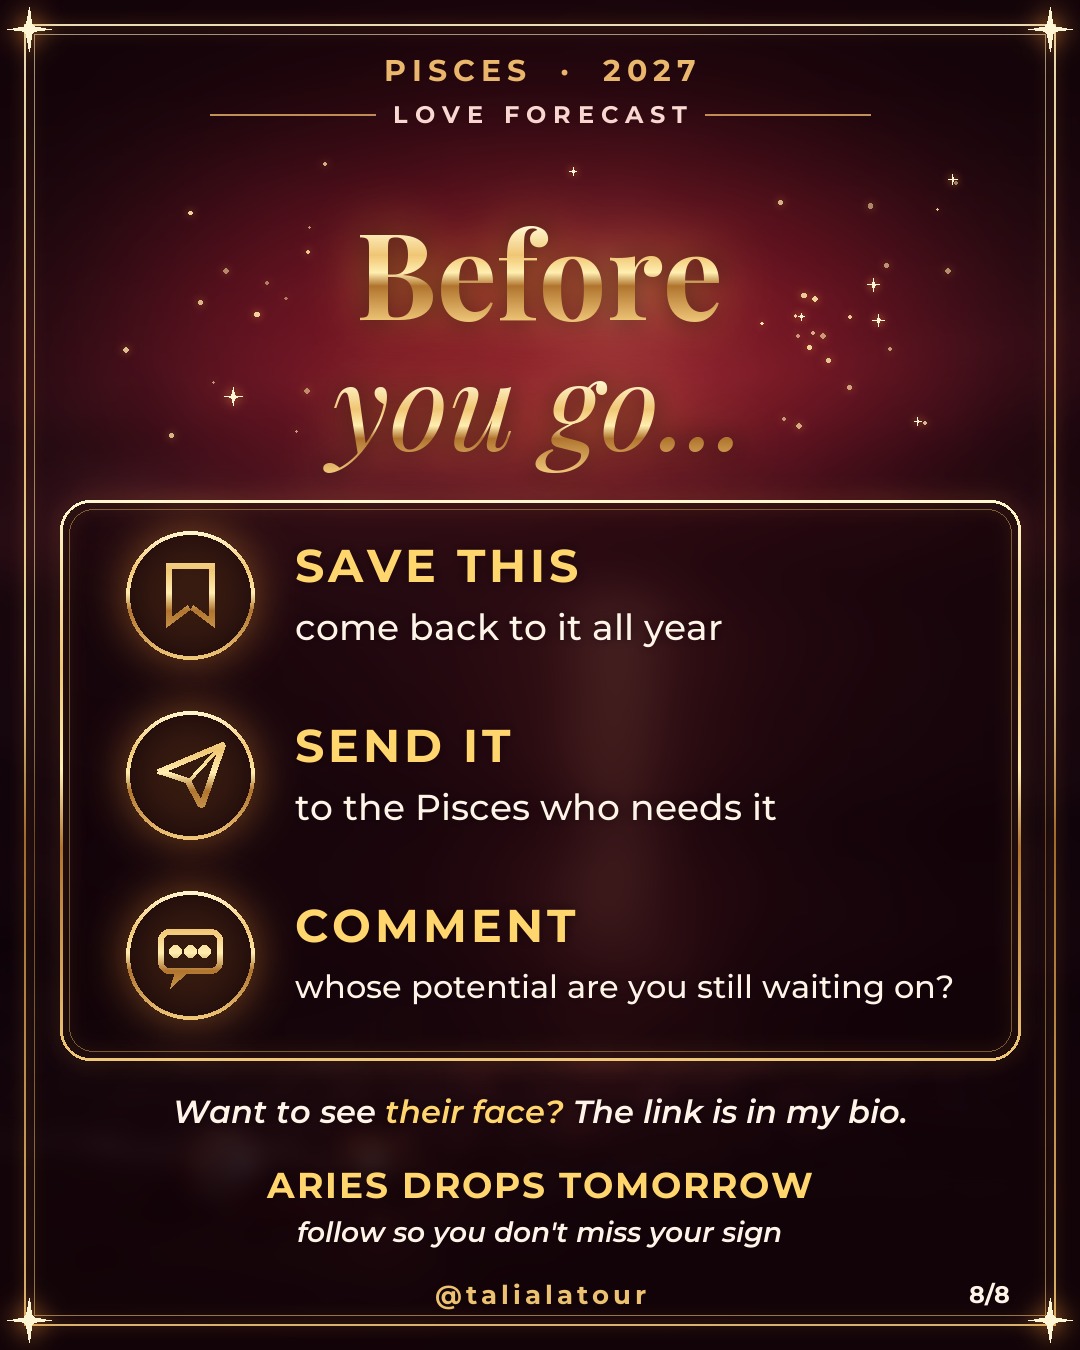 PISCES · 2027
LOVE FORECAST
Before
you go...
SAVE THIS
come back to it all year
SEND IT
to the Pisces who needs it
COMMENT
whose potential are you still waiting on?
Want to see their face? The link is in my bio.
ARIES DROPS TOMORROW
follow so you don't miss your sign
@talialatour
8/8